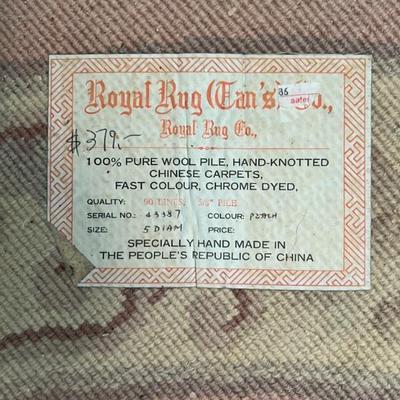 Royal Rug (Tan's) Co.,
36
Royal Rug Co.,
$379.-
100% PURE WOOL PILE, HAND-KNOTTED
CHINESE CARPETS,
FAST COLOUR, CHROME DYED,
QUALITY: 90 LINES, 5/8" PILE
SERIAL NO.: 43387 COLOUR: PEACH
SIZE: 5 DIAM PRICE:
SPECIALLY HAND MADE IN
THE PEOPLE'S REPUBLIC OF CHINA